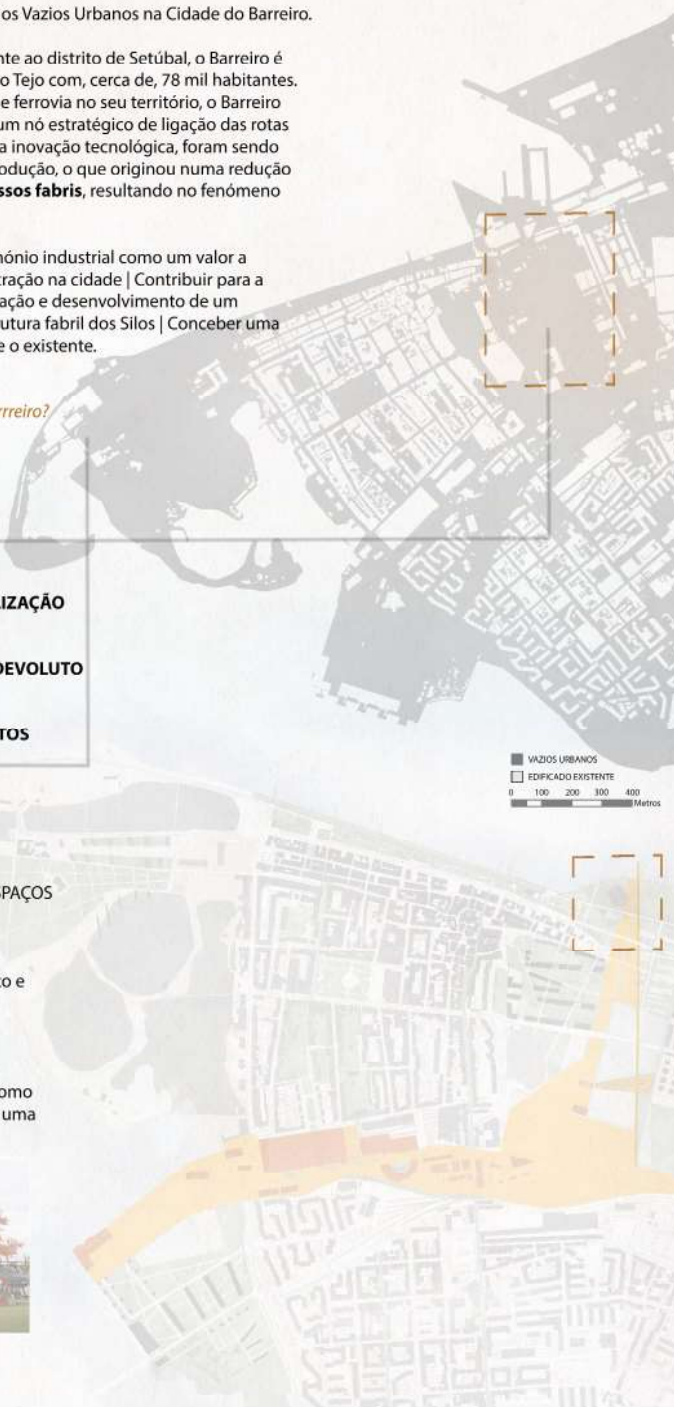 os Vazios Urbanos na Cidade do Barreiro.
nte ao distrito de Setúbal, o Barreiro é
o Tejo com, cerca de, 78 mil habitantes.
e ferrovia no seu território, o Barreiro
um nó estratégico de ligação das rotas
a inovação tecnológica, foram sendo
odução, o que originou numa redução
ssos fabris, resultando no fenómeno
nónio industrial como um valor a
tração na cidade | Contribuir para a
ação e desenvolvimento de um
utura fabril dos Silos | Conceber uma
e o existente.
rrreiro?
LIZAÇÃO
DEVOLUTO
TOS
VAZIOS URBANOS
EDIFICADO EXISTENTE
0 100 200 300 400
Metros
SPAÇOS
to e
omo
uma